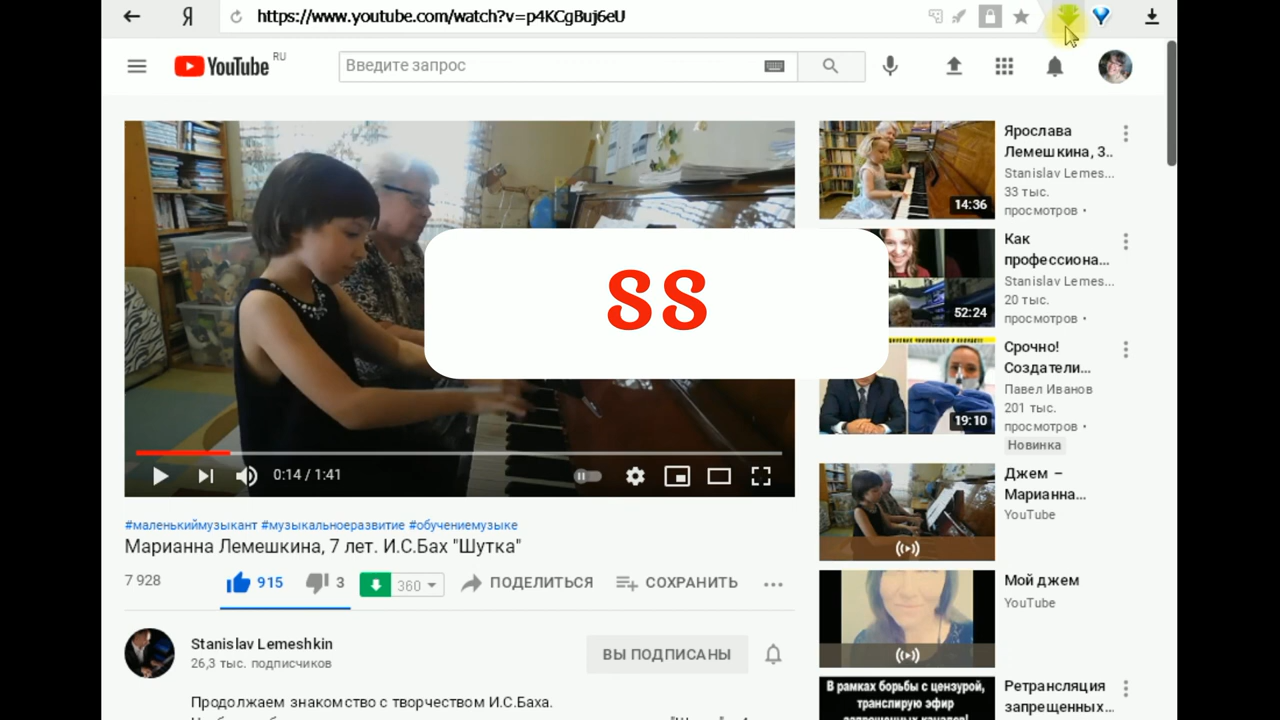 Я
https://www.youtube.com/watch?v=p4KCgBuj6eU
YouTube RU
Введите запрос
SS
0:14 / 1:41
#маленькиймузыкант #музыкальноеразвитие #обучениемузыке
Марианна Лемешкина, 7 лет. И.С.Бах "Шутка"
7 928
915
3
360
ПОДЕЛИТЬСЯ
СОХРАНИТЬ
Stanislav Lemeshkin
26,3 тыс. подписчиков
ВЫ ПОДПИСАНЫ
Продолжаем знакомство с творчеством И.С.Баха.
14:36
Ярослава
Лемешкина, 3..
Stanislav Lemes...
33 тыс.
просмотров •
52:24
Как
профессиона...
Stanislav Lemes...
20 тыс.
просмотров •
19:10
Срочно!
Создатели...
Павел Иванов
201 тыс.
просмотров •
Новинка
Джем –
Марианна...
YouTube
Мой джем
YouTube
В рамках борьбы с цензурой,
транслирую эфир
запрещенных каналов!
Ретрансляция
запрещенных...